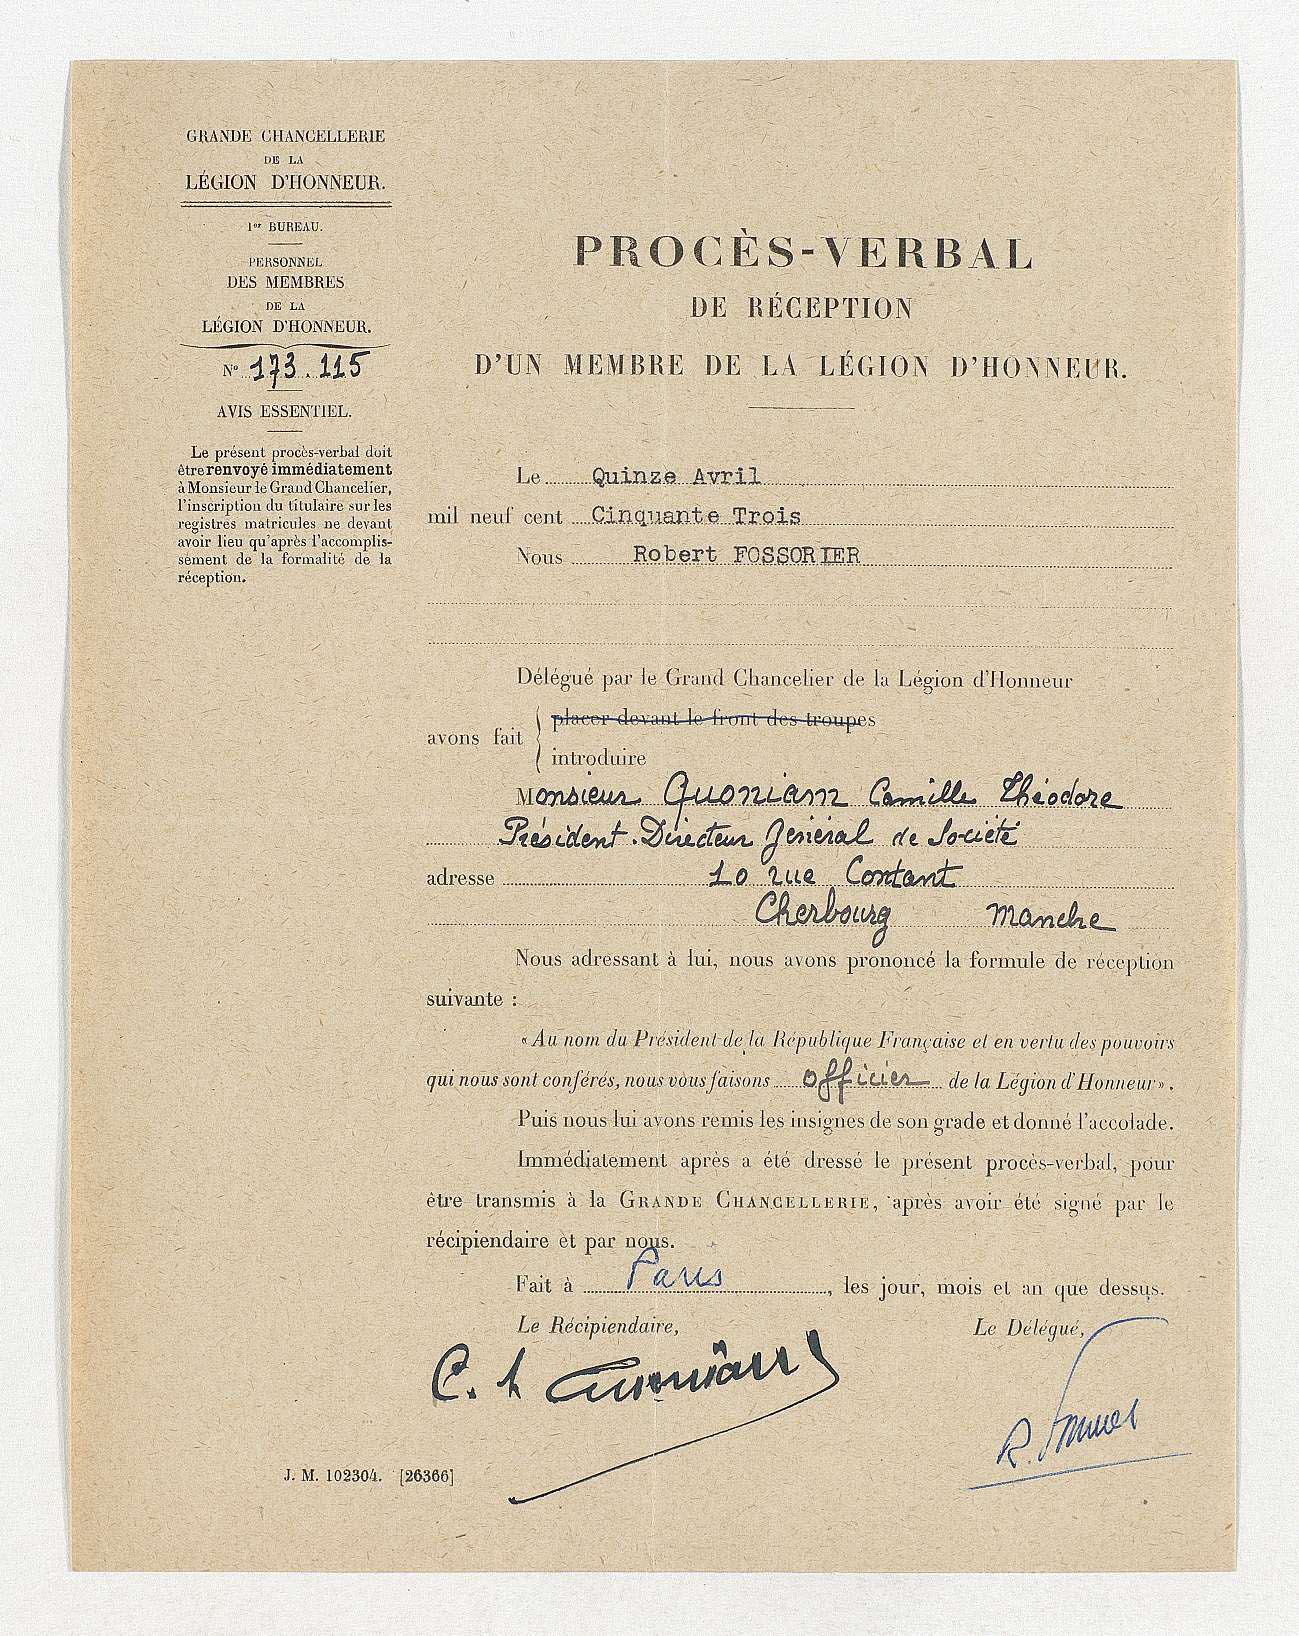 GRANDE CHANCELLERIE
DE LA
LÉGION D'HONNEUR.
1er BUREAU.
PERSONNEL
DES MEMBRES
DE LA
LÉGION D'HONNEUR.
N° 173.115
AVIS ESSENTIEL.
Le présent procès-verbal doit
être renvoyé immédiatement
à Monsieur le Grand Chancelier,
l'inscription du titulaire sur les
registres matricules ne devant
avoir lieu qu'après l'accomplis-
sement de la formalité de la
réception.
PROCÈS-VERBAL
DE RÉCEPTION
D'UN MEMBRE DE LA LÉGION D'HONNEUR.
Le Quinze Avril
mil neuf cent Cinquante Trois
Nous Robert FOSSORIER
Délégué par le Grand Chancelier de la Légion d'Honneur
placer devant le front des troupes
avons fait
introduire
Monsieur Quoniam Camille Théodore
Président.Directeur Général de Société
adresse 10 rue Contant
Cherbourg Manche
Nous adressant à lui, nous avons prononcé la formule de réception
suivante :
« Au nom du Président de la République Française et en vertu des pouvoirs
qui nous sont conférés, nous vous faisons officier de la Légion d'Honneur ».
Puis nous lui avons remis les insignes de son grade et donné l'accolade.
Immédiatement après a été dressé le présent procès-verbal, pour
être transmis à la GRANDE CHANCELLERIE, après avoir été signé par le
récipiendaire et par nous.
Fait à Paris, les jour, mois et an que dessus.
Le Récipiendaire, Le Délégué,
C. h Quoniam
R.
J. M. 102304. [26366]